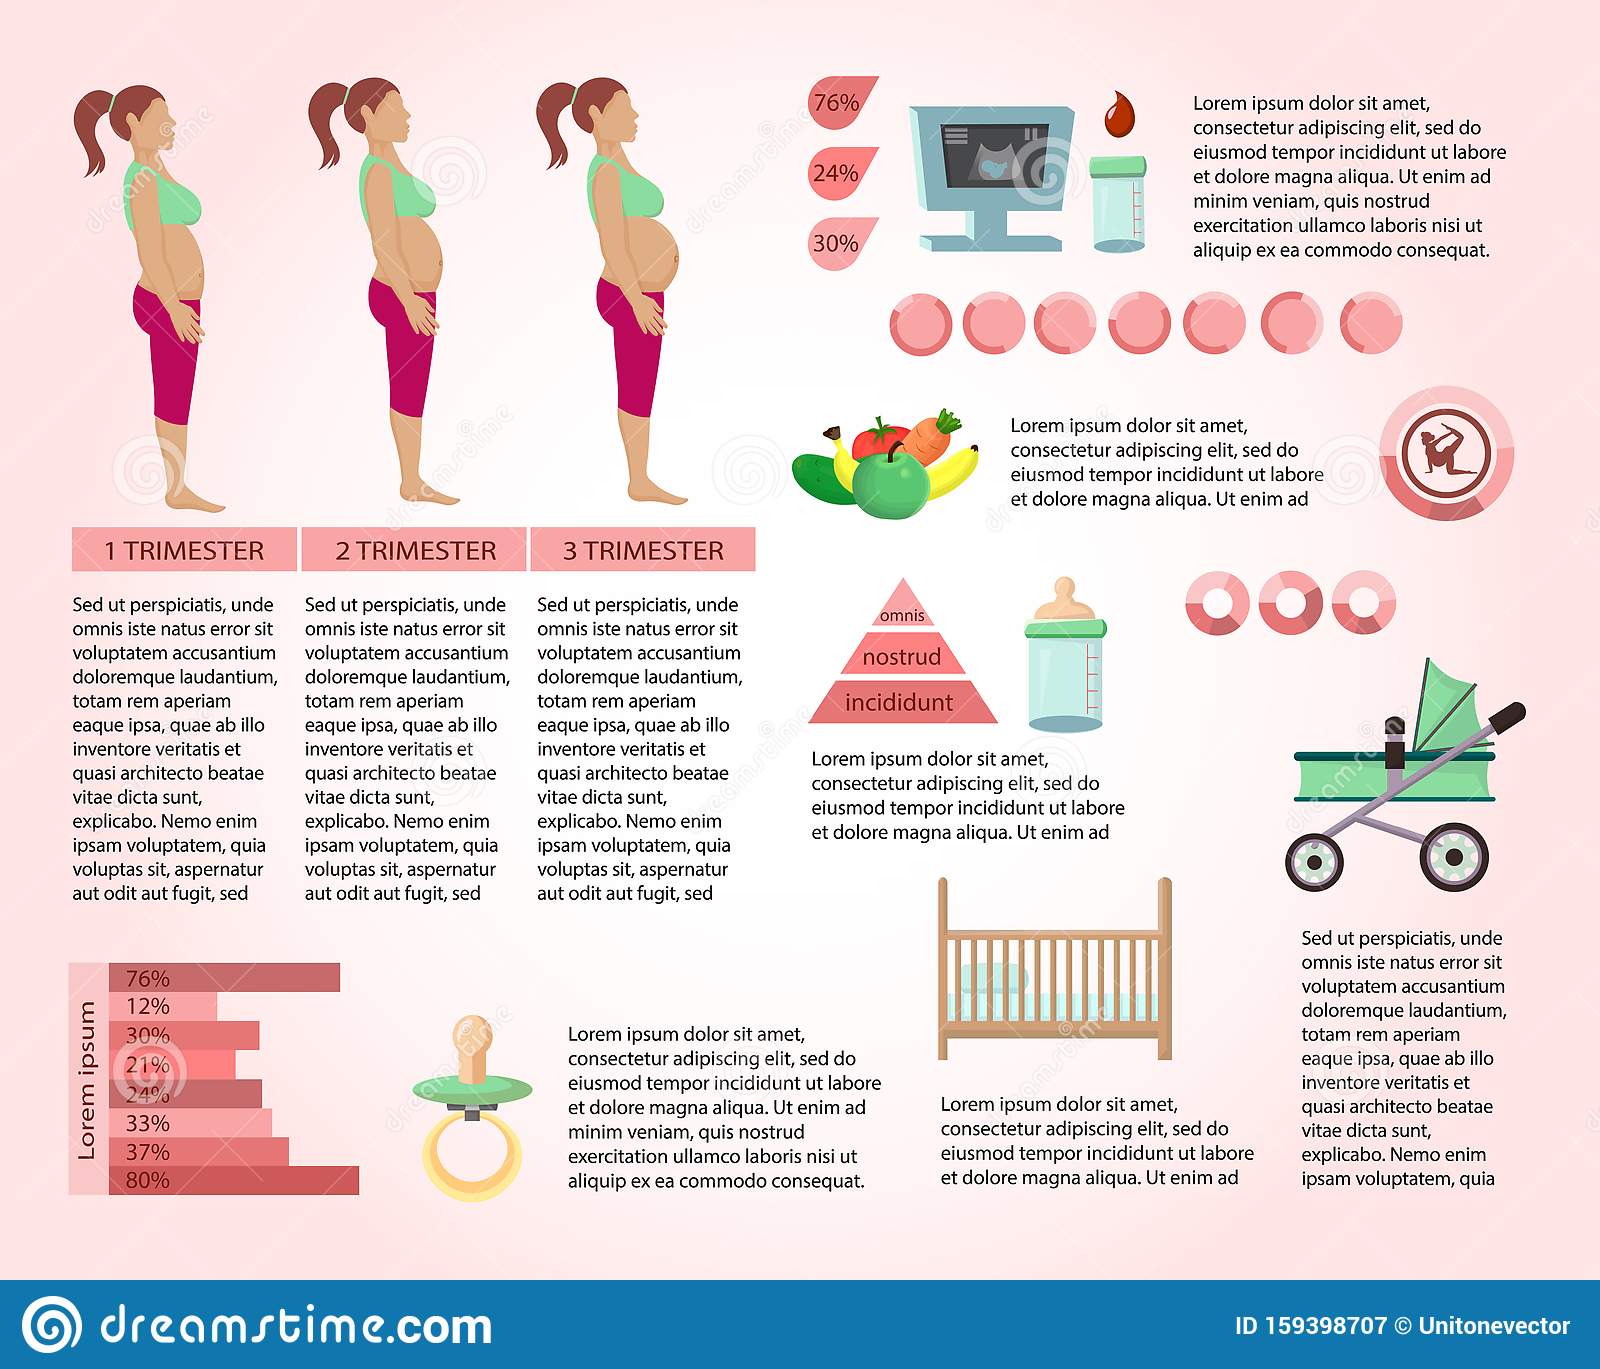 76%
24%
30%
Lorem ipsum dolor sit amet,
consectetur adipiscing elit, sed do
eiusmod tempor incididunt ut labore
et dolore magna aliqua. Ut enim ad
minim veniam, quis nostrud
exercitation ullamco laboris nisi ut
aliquip ex ea commodo consequat.
Lorem ipsum dolor sit amet,
consectetur adipiscing elit, sed do
eiusmod tempor incididunt ut labore
et dolore magna aliqua. Ut enim ad
1 TRIMESTER
2 TRIMESTER
3 TRIMESTER
Sed ut perspiciatis, unde
omnis iste natus error sit
voluptatem accusantium
doloremque laudantium,
totam rem aperiam
eaque ipsa, quae ab illo
inventore veritatis et
quasi architecto beatae
vitae dicta sunt,
explicabo. Nemo enim
ipsam voluptatem, quia
voluptas sit, aspernatur
aut odit aut fugit, sed
Sed ut perspiciatis, unde
omnis iste natus error sit
voluptatem accusantium
doloremque laudantium,
totam rem aperiam
eaque ipsa, quae ab illo
inventore veritatis et
quasi architecto beatae
vitae dicta sunt,
explicabo. Nemo enim
ipsam voluptatem, quia
voluptas sit, aspernatur
aut odit aut fugit, sed
Sed ut perspiciatis, unde
omnis iste natus error sit
voluptatem accusantium
doloremque laudantium,
totam rem aperiam
eaque ipsa, quae ab illo
inventore veritatis et
quasi architecto beatae
vitae dicta sunt,
explicabo. Nemo enim
ipsam voluptatem, quia
voluptas sit, aspernatur
aut odit aut fugit, sed
omnis
nostrud
incididunt
Lorem ipsum dolor sit amet,
consectetur adipiscing elit, sed do
eiusmod tempor incididunt ut labore
et dolore magna aliqua. Ut enim ad
Lorem ipsum
76%
12%
30%
21%
24%
33%
37%
80%
Lorem ipsum dolor sit amet,
consectetur adipiscing elit, sed do
eiusmod tempor incididunt ut labore
et dolore magna aliqua. Ut enim ad
minim veniam, quis nostrud
exercitation ullamco laboris nisi ut
aliquip ex ea commodo consequat.
Lorem ipsum dolor sit amet,
consectetur adipiscing elit, sed do
eiusmod tempor incididunt ut labore
et dolore magna aliqua. Ut enim ad
Sed ut perspiciatis, unde
omnis iste natus error sit
voluptatem accusantium
doloremque laudantium,
totam rem aperiam
eaque ipsa, quae ab illo
inventore veritatis et
quasi architecto beatae
vitae dicta sunt,
explicabo. Nemo enim
ipsam voluptatem, quia
dreamstime.com
ID 159398707 © Unitonevector